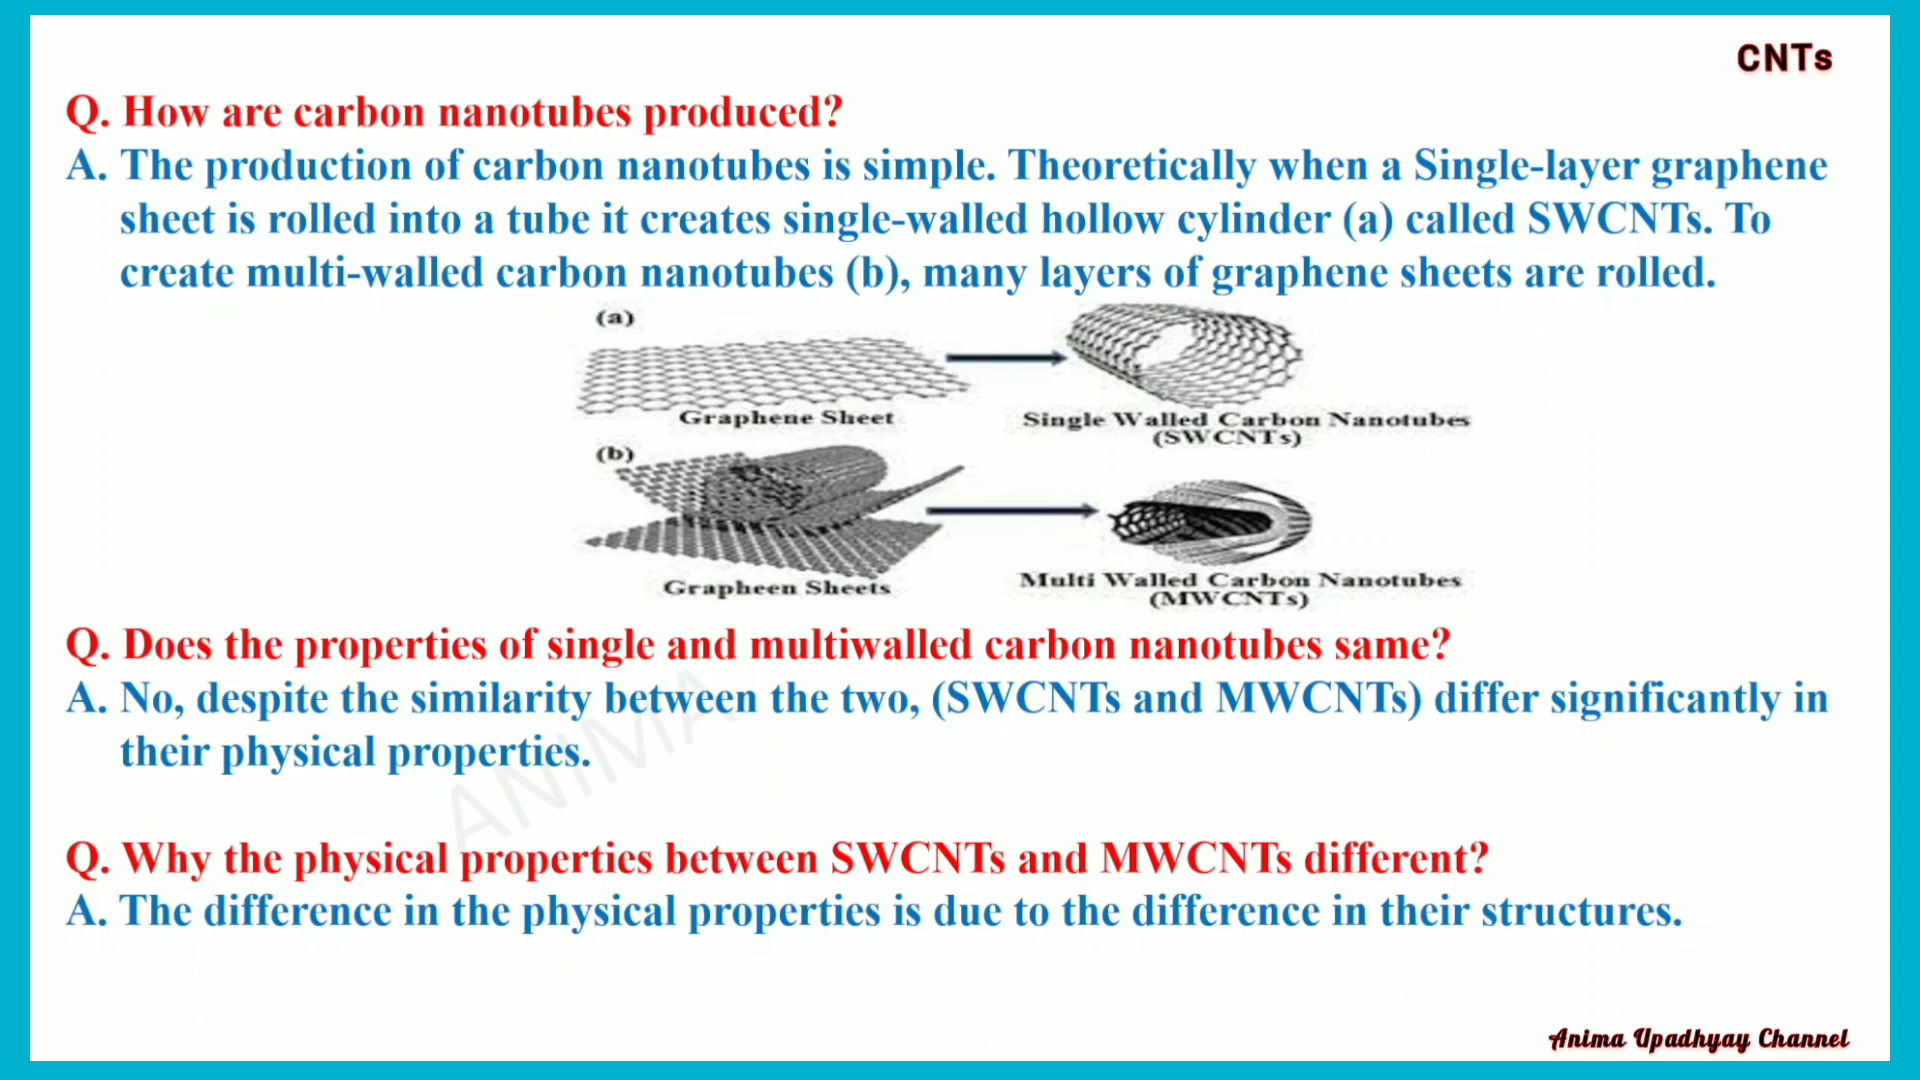 CNTs
Q. How are carbon nanotubes produced?
A. The production of carbon nanotubes is simple. Theoretically when a Single-layer graphene
sheet is rolled into a tube it creates single-walled hollow cylinder (a) called SWCNTs. To
create multi-walled carbon nanotubes (b), many layers of graphene sheets are rolled.
(a)
Graphene Sheet
Single Walled Carbon Nanotubes
(SWCNTs)
(b)
Grapheen Sheets
Multi Walled Carbon Nanotubes
(MWCNTs)
Q. Does the properties of single and multiwalled carbon nanotubes same?
A. No, despite the similarity between the two, (SWCNTs and MWCNTs) differ significantly in
their physical properties.
ANIMA
Q. Why the physical properties between SWCNTs and MWCNTs different?
A. The difference in the physical properties is due to the difference in their structures.
Anima Upadhyay Channel